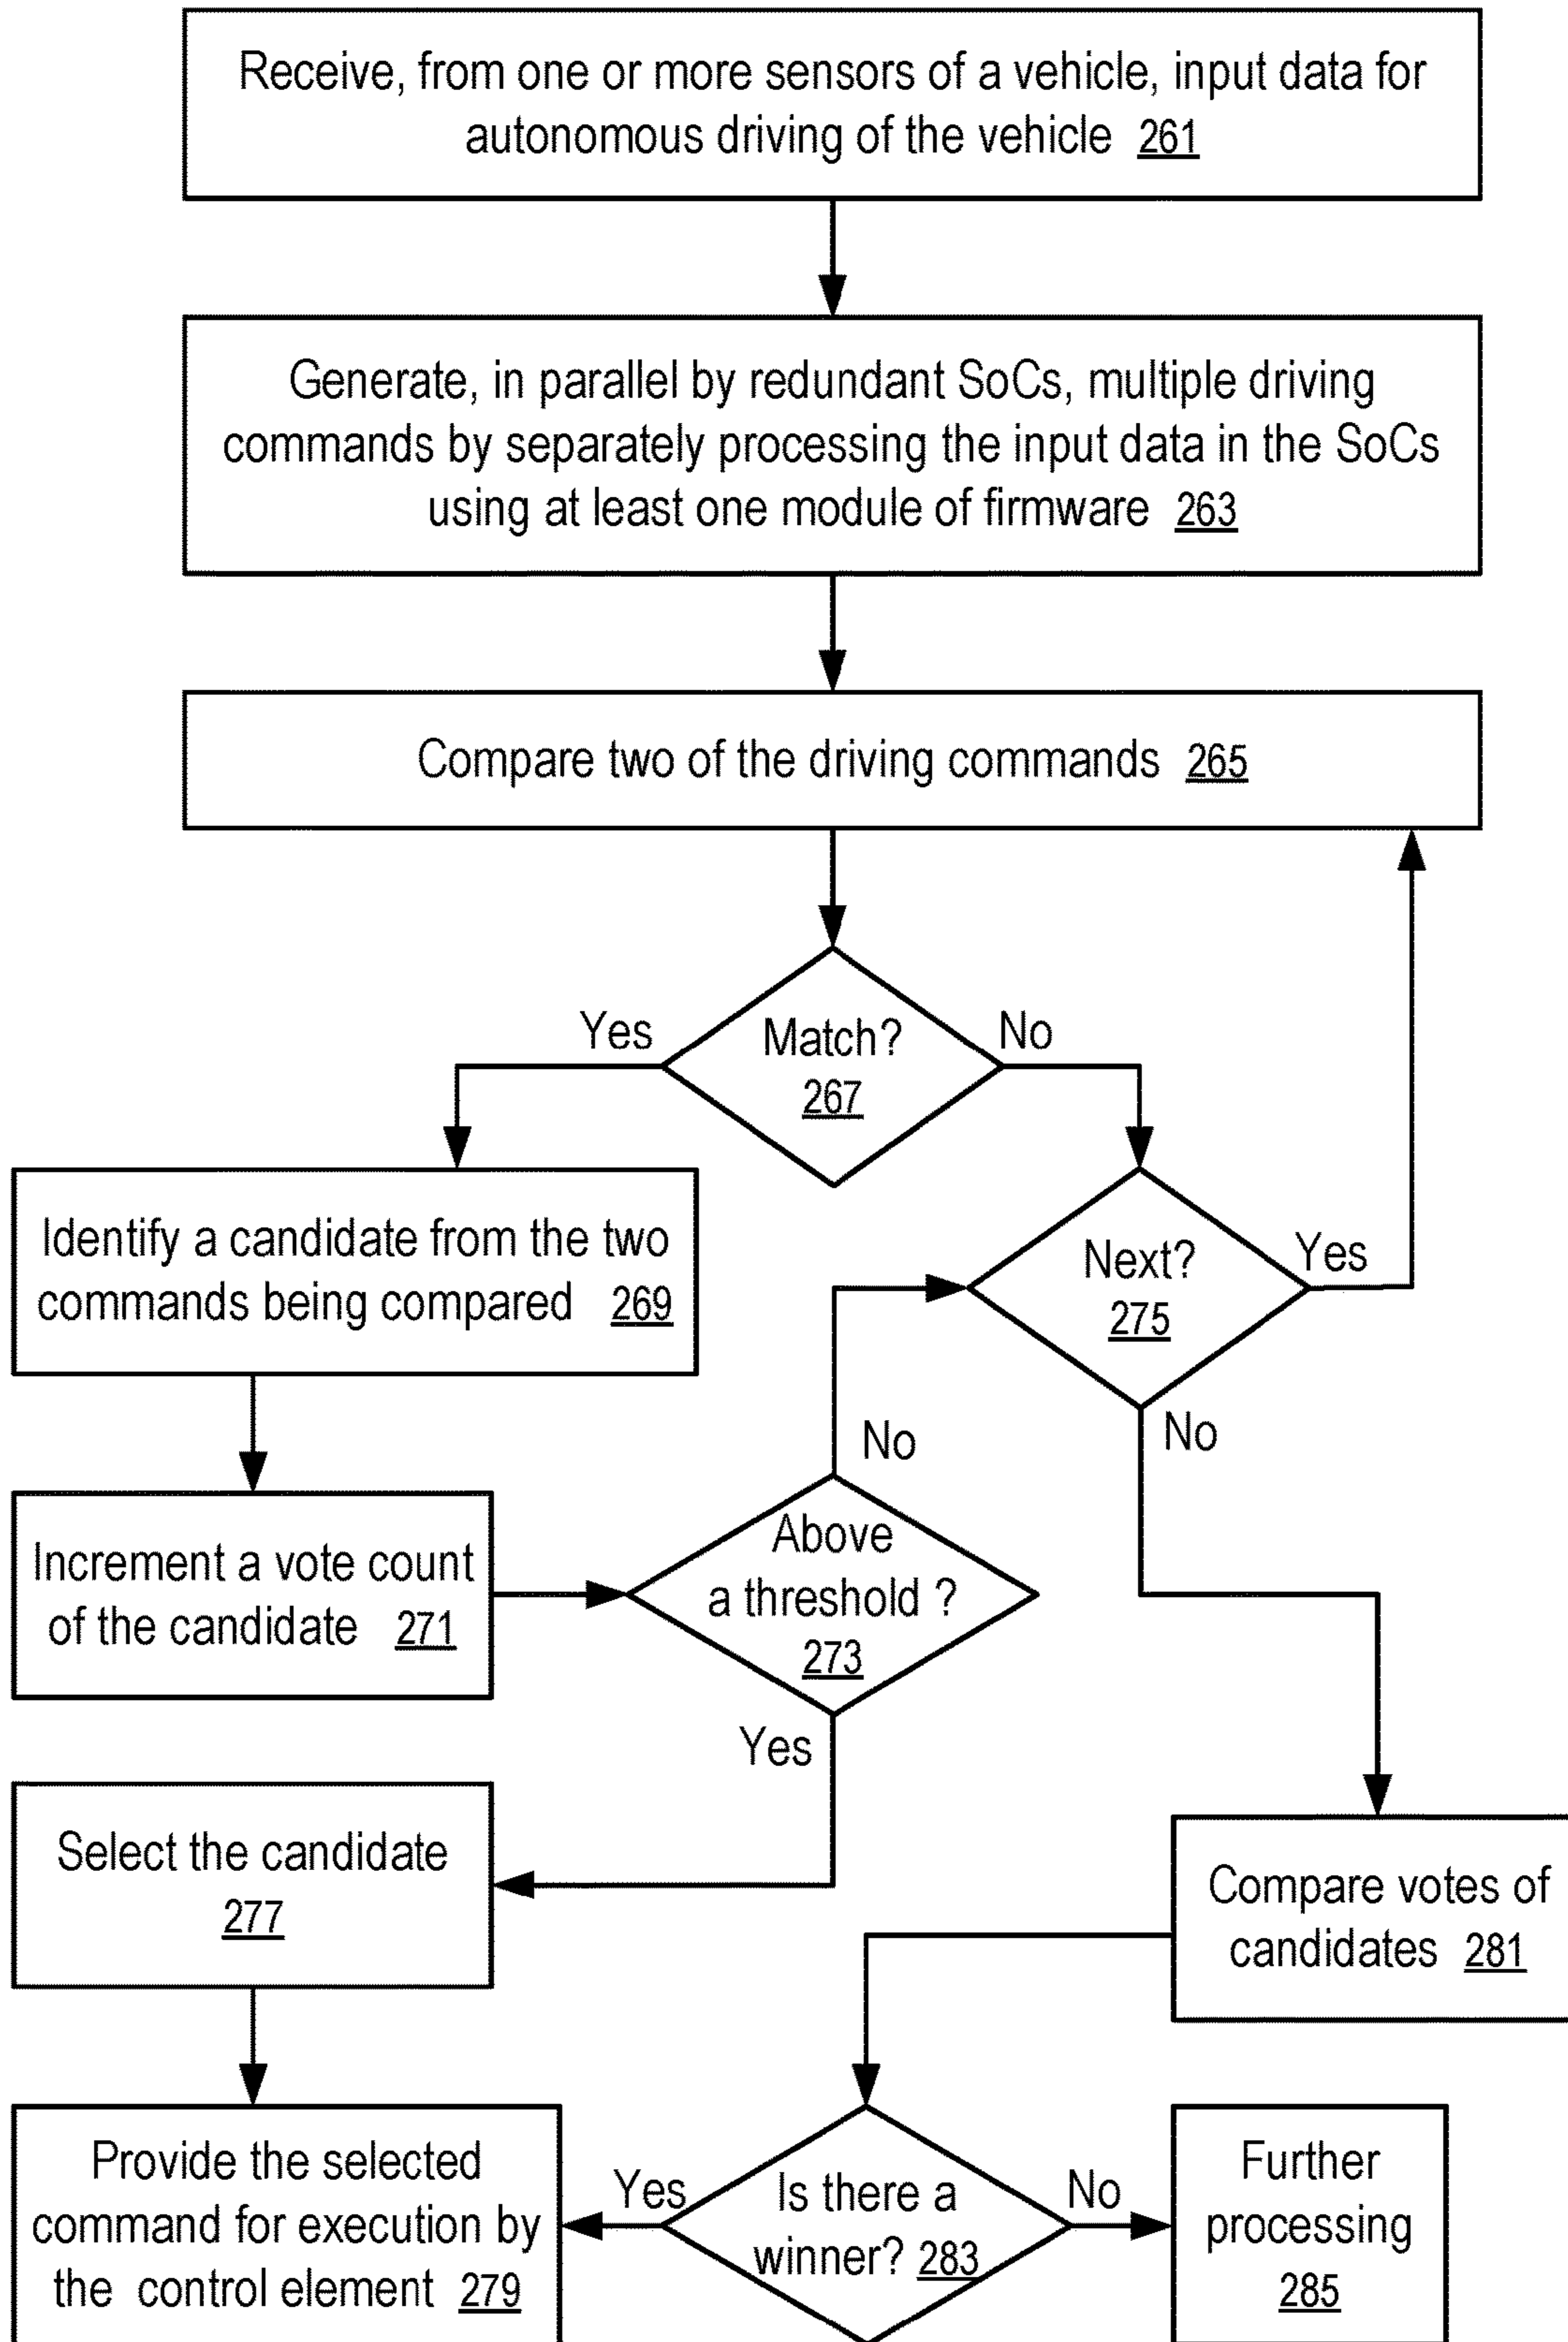 Receive, from one or more sensors of a vehicle, input data for
autonomous driving of the vehicle 261
Generate, in parallel by redundant SoCs, multiple driving
commands by separately processing the input data in the SoCs
using at least one module of firmware 263
Compare two of the driving commands 265
Yes
Match?
267
No
Identify a candidate from the two
commands being compared 269
Next?
275
Yes
No
No
Increment a vote count
of the candidate 271
Above
a threshold ?
273
Yes
Select the candidate
277
Compare votes of
candidates 281
Provide the selected
command for execution by
the control element 279
Yes
Is there a
winner? 283
No
Further
processing
285